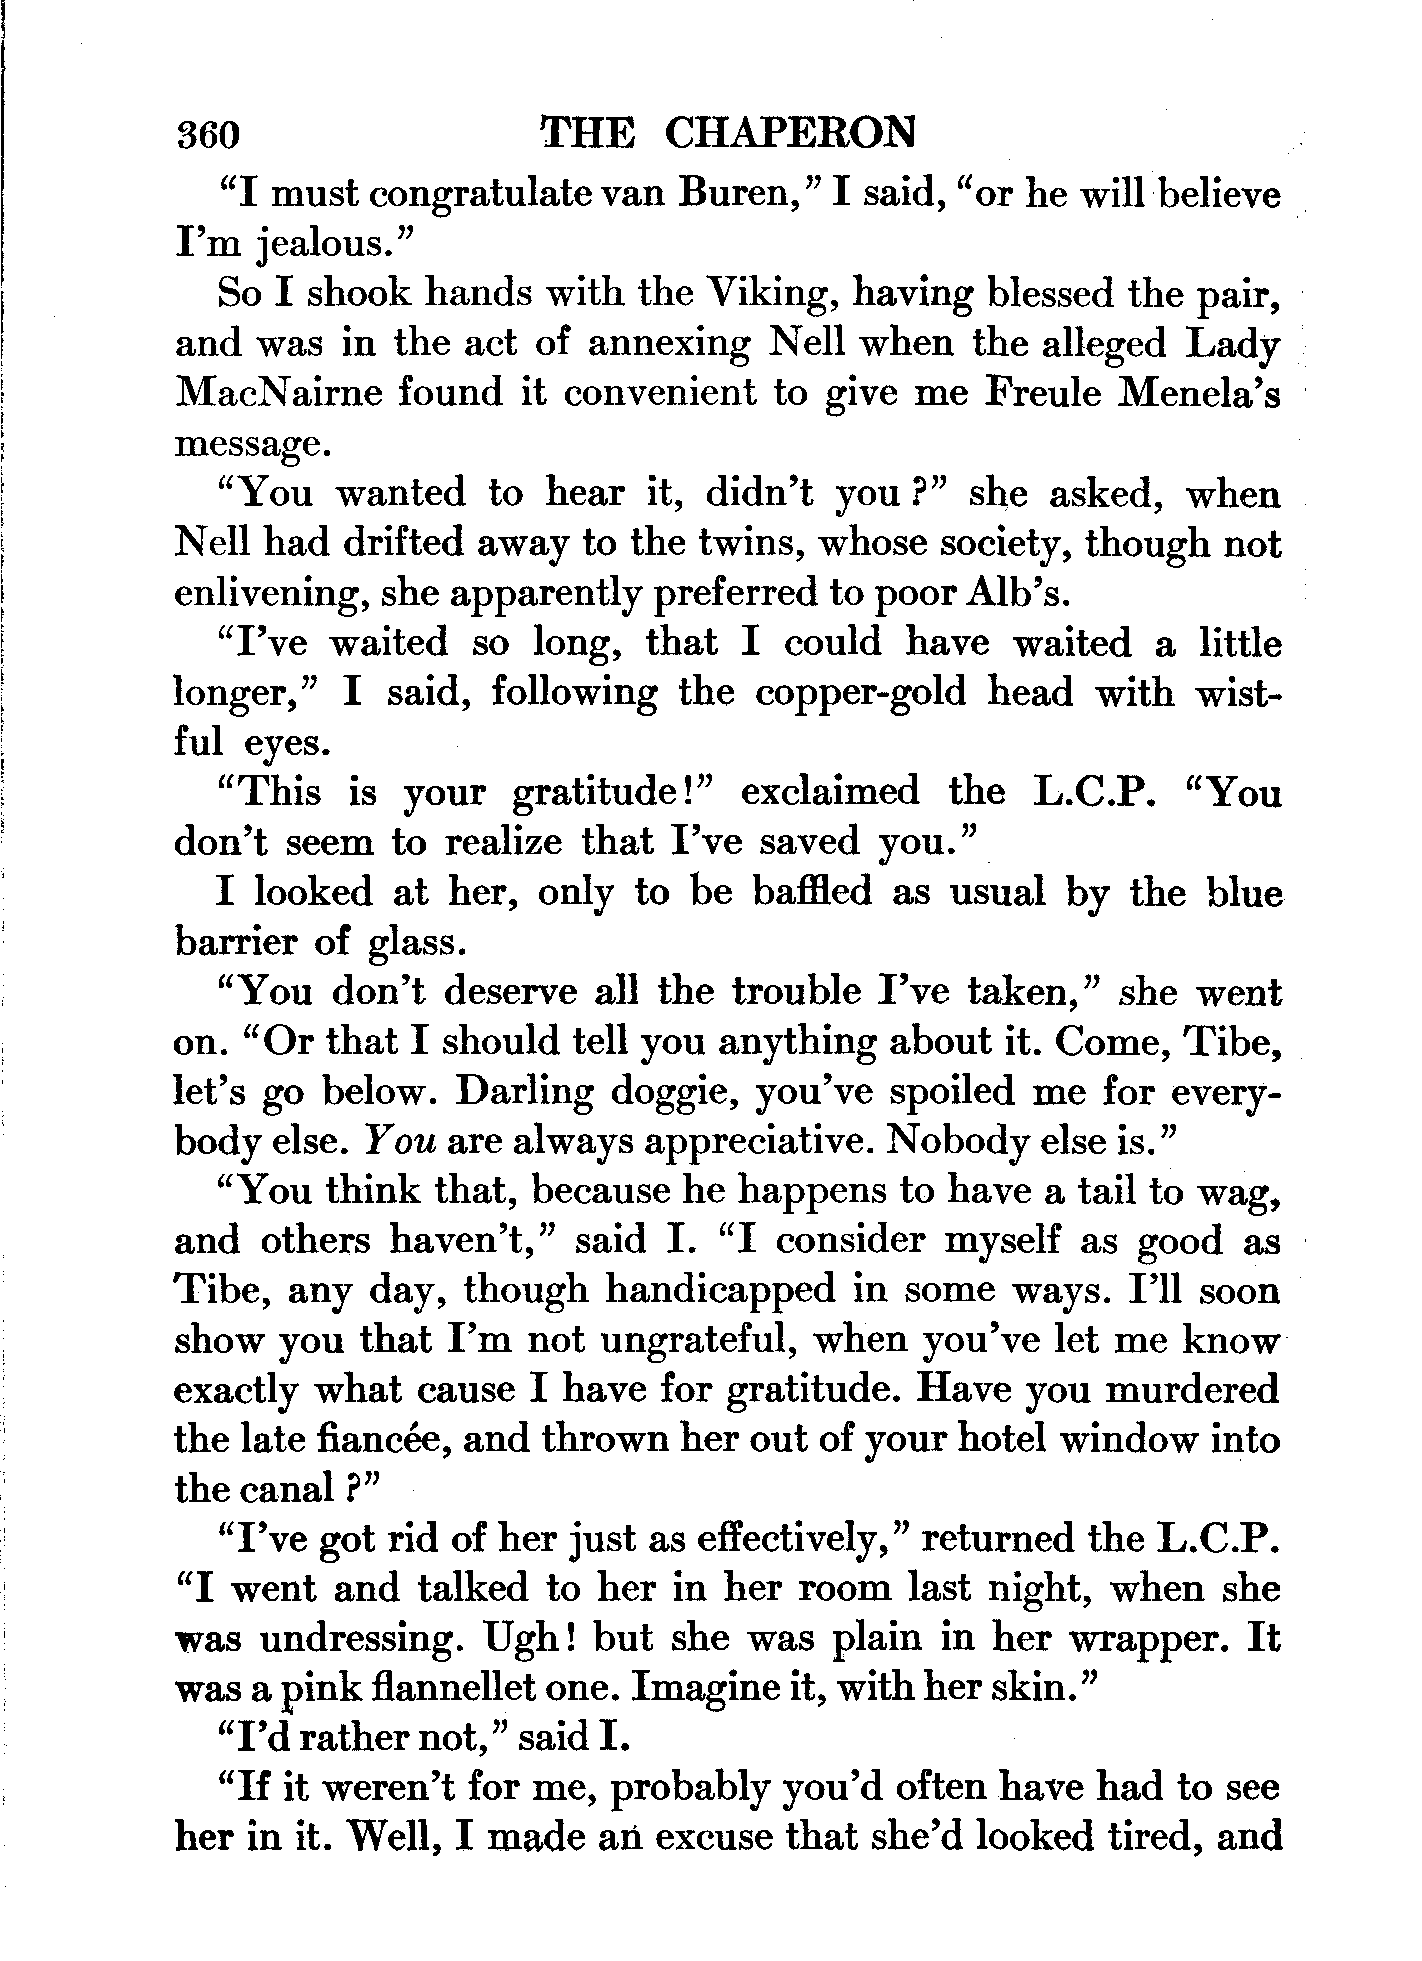 360 THE CHAPERON
“I must congratulate van Buren,” I said, “or he will believe
I’m jealous.”
So I shook hands with the Viking, having blessed the pair,
and was in the act of annexing Nell when the alleged Lady
MacNairne found it convenient to give me Freule Menela’s
message.
“You wanted to hear it, didn’t you?” she asked, when
Nell had drifted away to the twins, whose society, though not
enlivening, she apparently preferred to poor Alb’s.
“I’ve waited so long, that I could have waited a little
longer,” I said, following the copper-gold head with wist-
ful eyes.
“This is your gratitude!” exclaimed the L.C.P. “You
don’t seem to realize that I’ve saved you.”
I looked at her, only to be baffled as usual by the blue
barrier of glass.
“You don’t deserve all the trouble I’ve taken,” she went
on. “Or that I should tell you anything about it. Come, Tibe,
let’s go below. Darling doggie, you’ve spoiled me for every-
body else. You are always appreciative. Nobody else is.”
“You think that, because he happens to have a tail to wag,
and others haven’t,” said I. “I consider myself as good as
Tibe, any day, though handicapped in some ways. I’ll soon
show you that I’m not ungrateful, when you’ve let me know
exactly what cause I have for gratitude. Have you murdered
the late fiancée, and thrown her out of your hotel window into
the canal?”
“I’ve got rid of her just as effectively,” returned the L.C.P.
“I went and talked to her in her room last night, when she
was undressing. Ugh! but she was plain in her wrapper. It
was a pink flannellet one. Imagine it, with her skin.”
“I’d rather not,” said I.
“If it weren’t for me, probably you’d often have had to see
her in it. Well, I made an excuse that she’d looked tired, and